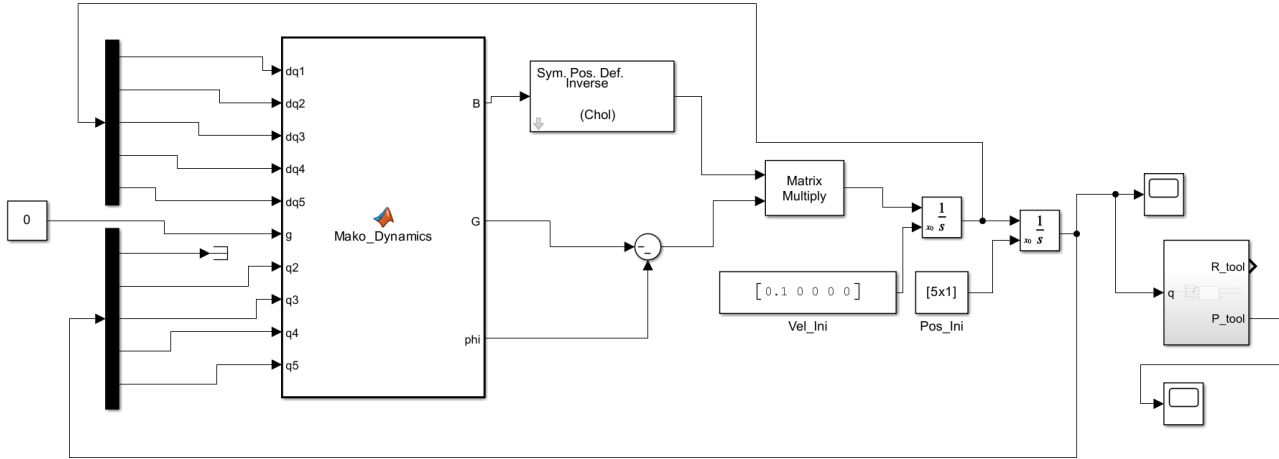 dq1
dq2
dq3
dq4
dq5
0
g
q2
q3
q4
q5
Mako_Dynamics
B
G
phi
Sym. Pos. Def.
Inverse
(Chol)
Matrix
Multiply
[0.1 0 0 0 0]
Vel_Ini
1
s
x0
[5x1]
Pos_Ini
1
s
x0
q
R_tool
P_tool